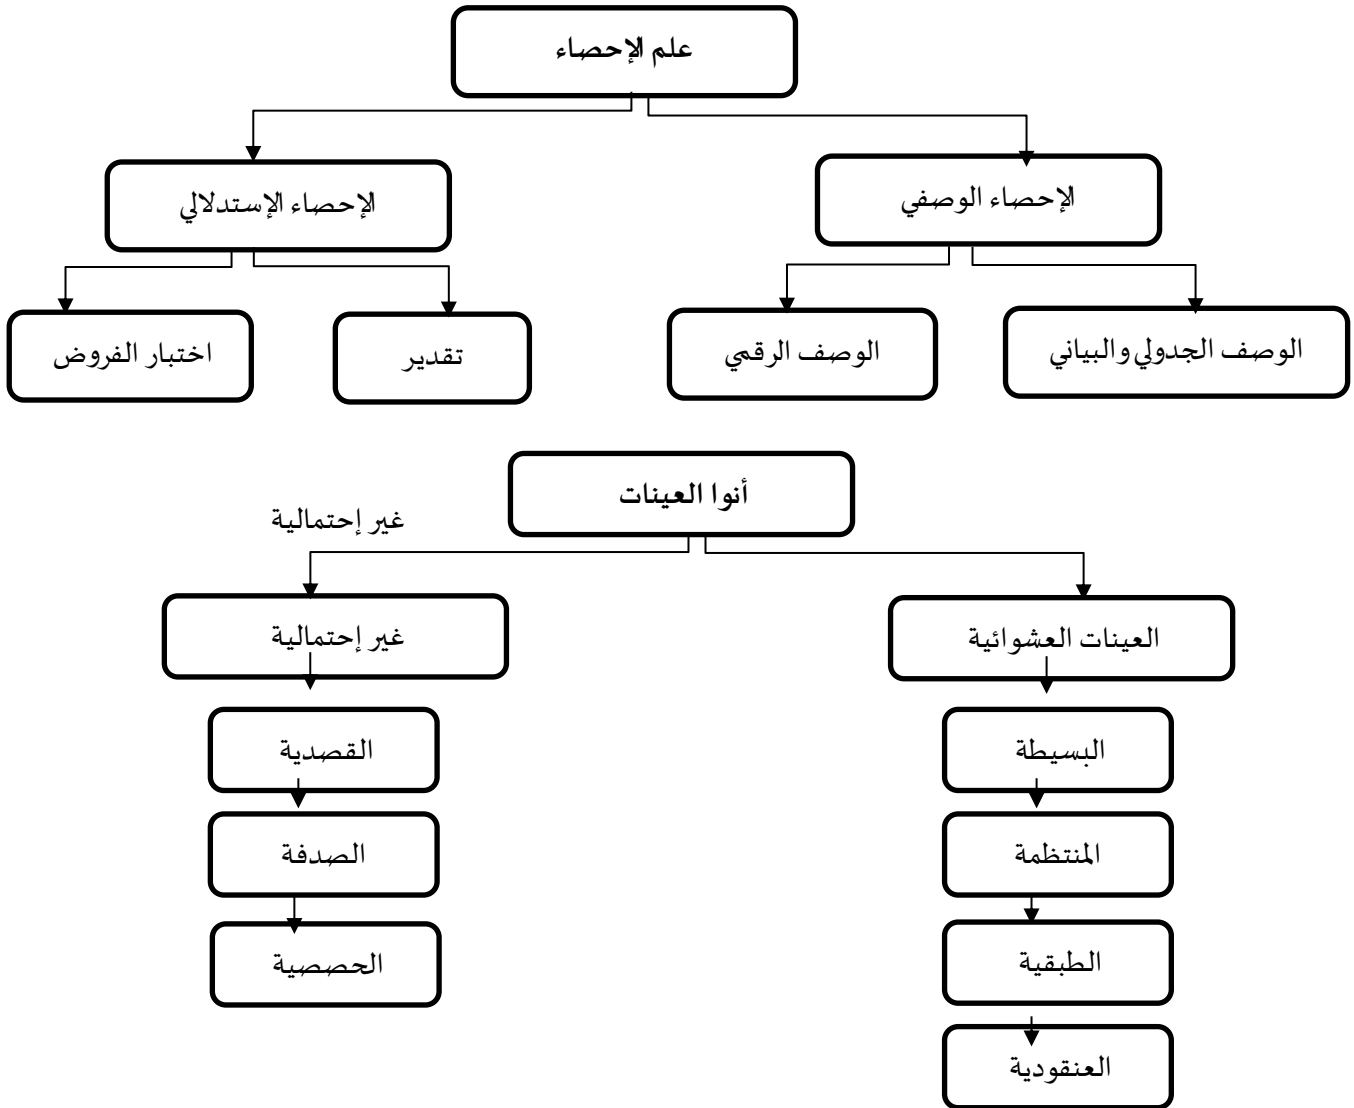 علم الإحصاء
الإحصاء الوصفي
الإحصاء الإستدلالي
الوصف الجدولي والبياني
الوصف الرقمي
تقدير
اختبار الفروض
أنوا العينات
غير إحتمالية
العينات العشوائية
غير إحتمالية
البسيطة
القصدية
المنتظمة
الصدفة
الطبقية
الحصصية
العنقودية